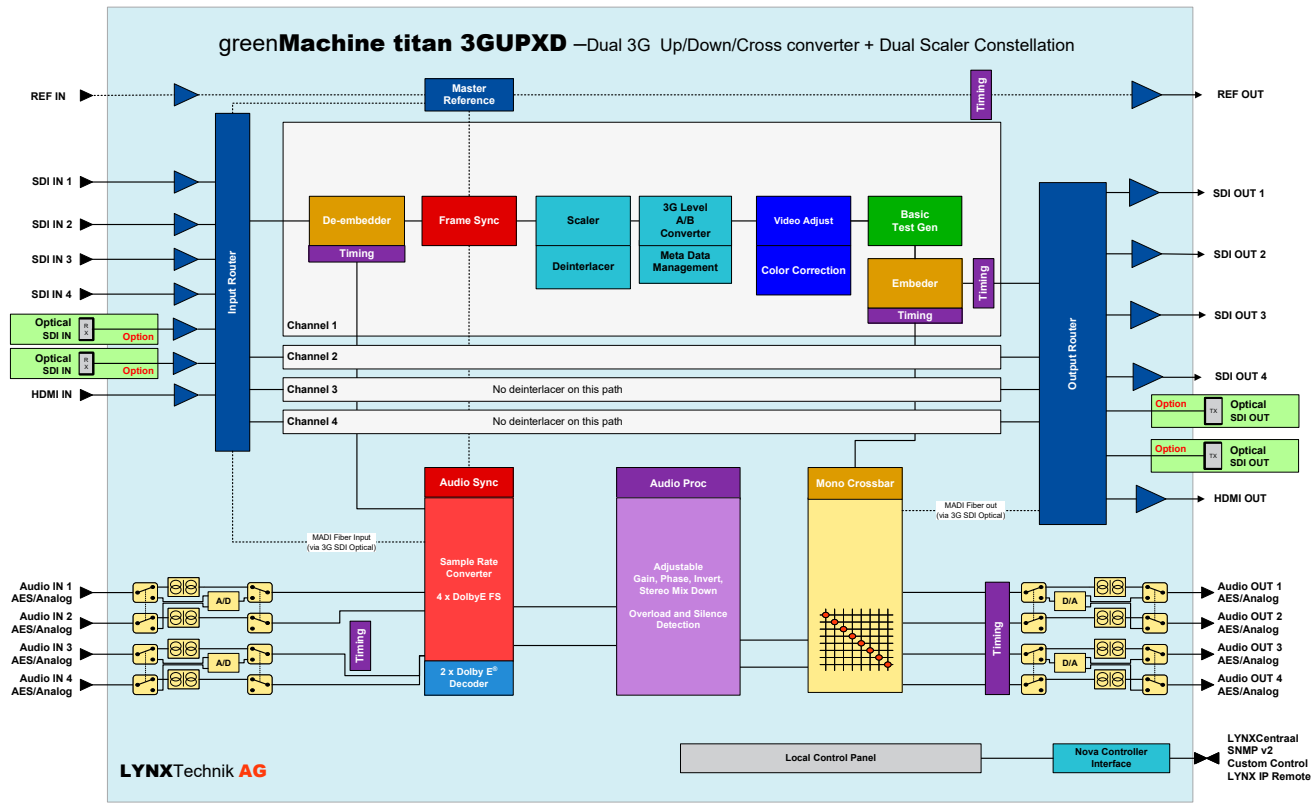 greenMachine titan 3GUPXD –Dual 3G Up/Down/Cross converter + Dual Scaler Constellation
REF IN
Master
Reference
Timing
REF OUT
Input Router
SDI IN 1
SDI IN 2
SDI IN 3
SDI IN 4
Optical
SDI IN
R
X
Option
Optical
SDI IN
R
X
Option
HDMI IN
De-embedder
Timing
Frame Sync
Scaler
Deinterlacer
3G Level
A/B
Converter
Meta Data
Management
Video Adjust
Color Correction
Basic
Test Gen
Embeder
Timing
Timing
Channel 1
Channel 2
Channel 3
No deinterlacer on this path
Channel 4
No deinterlacer on this path
Output Router
SDI OUT 1
SDI OUT 2
SDI OUT 3
SDI OUT 4
Option
TX
Optical
SDI OUT
Option
TX
Optical
SDI OUT
HDMI OUT
MADI Fiber Input
(via 3G SDI Optical)
Audio Sync
Sample Rate
Converter
4 x DolbyE FS
2 x Dolby E®
Decoder
Audio Proc
Adjustable
Gain, Phase, Invert,
Stereo Mix Down
Overload and Silence
Detection
Mono Crossbar
MADI Fiber out
(via 3G SDI Optical)
Audio IN 1
AES/Analog
Audio IN 2
AES/Analog
Audio IN 3
AES/Analog
Audio IN 4
AES/Analog
A/D
A/D
Timing
Timing
D/A
D/A
Audio OUT 1
AES/Analog
Audio OUT 2
AES/Analog
Audio OUT 3
AES/Analog
Audio OUT 4
AES/Analog
LYNXTechnik AG
Local Control Panel
Nova Controller
Interface
LYNXCentraal
SNMP v2
Custom Control
LYNX IP Remote